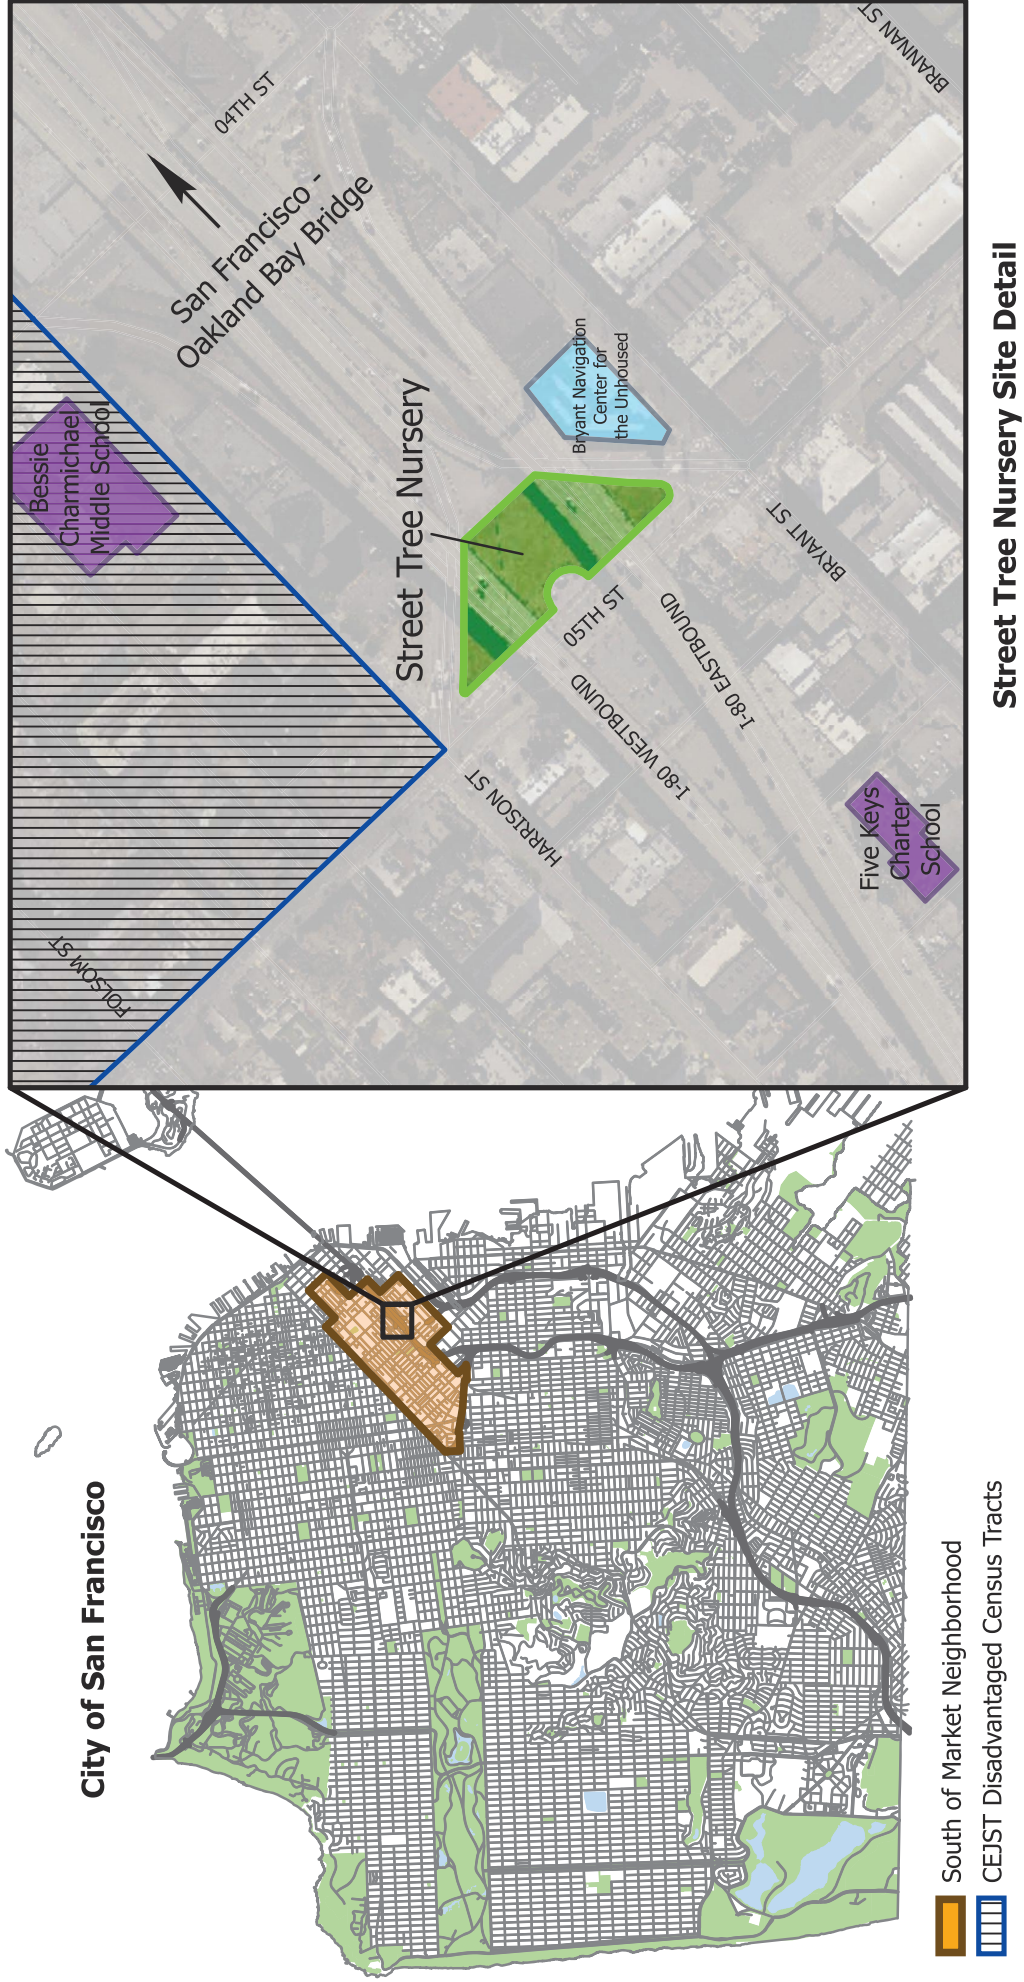 City of San Francisco
South of Market Neighborhood
CEJST Disadvantaged Census Tracts
FOLSOM ST
Bessie
Charmichael
Middle School
San Francisco -
Oakland Bay Bridge
04TH ST
Street Tree Nursery
HARRISON ST
05TH ST
1-80 WESTBOUND
1-80 EASTBOUND
Bryant Navigation
Center for
the Unhoused
BRYANT ST
Five Keys
Charter
School
BRANNAN ST
Street Tree Nursery Site Detail